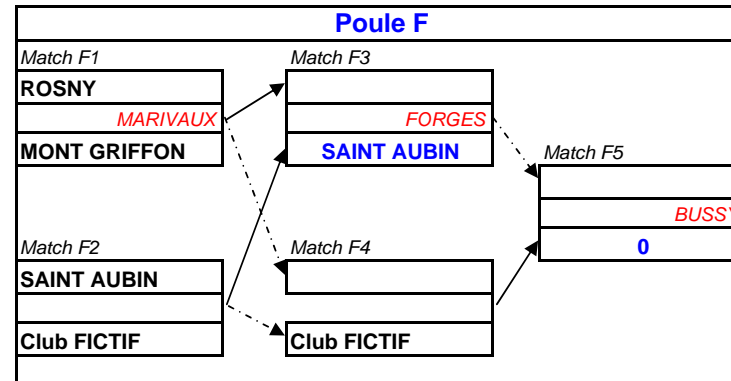 Poule F
Match F1
ROSNY
MARIVAUX
MONT GRIFFON
Match F2
SAINT AUBIN
Club FICTIF
Match F3
FORGES
SAINT AUBIN
Match F4
Club FICTIF
Match F5
BUSSY
0